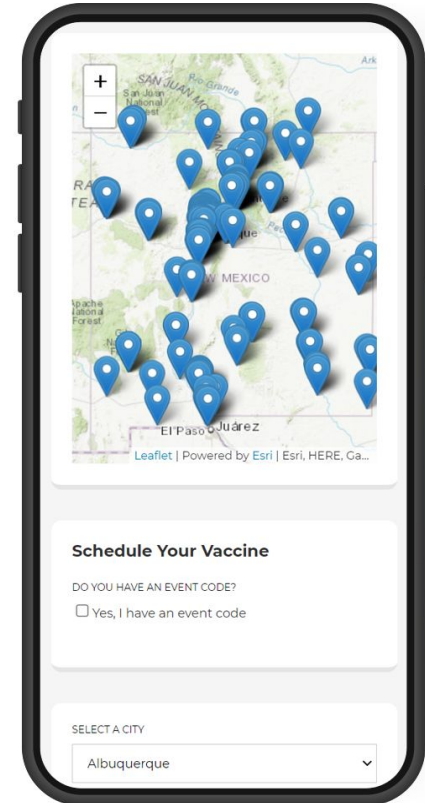 +
−
SAN JUAN
Rio Grande
Ark
San Juan
National
NEW MEXICO
Apache
National
Forest
El Paso
Juárez
Leaflet | Powered by Esri | Esri, HERE, Ga...
Schedule Your Vaccine
DO YOU HAVE AN EVENT CODE?
Yes, I have an event code
SELECT A CITY
Albuquerque